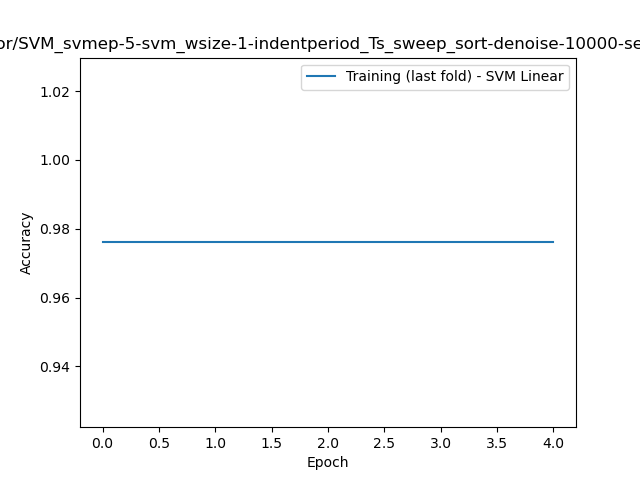 or/SVM_svmep-5-svm_wsize-1-indentperiod_Ts_sweep_sort-denoise-10000-se
Training (last fold) - SVM Linear
Accuracy
1.02
1.00
0.98
0.96
0.94
0.0 0.5 1.0 1.5 2.0 2.5 3.0 3.5 4.0
Epoch